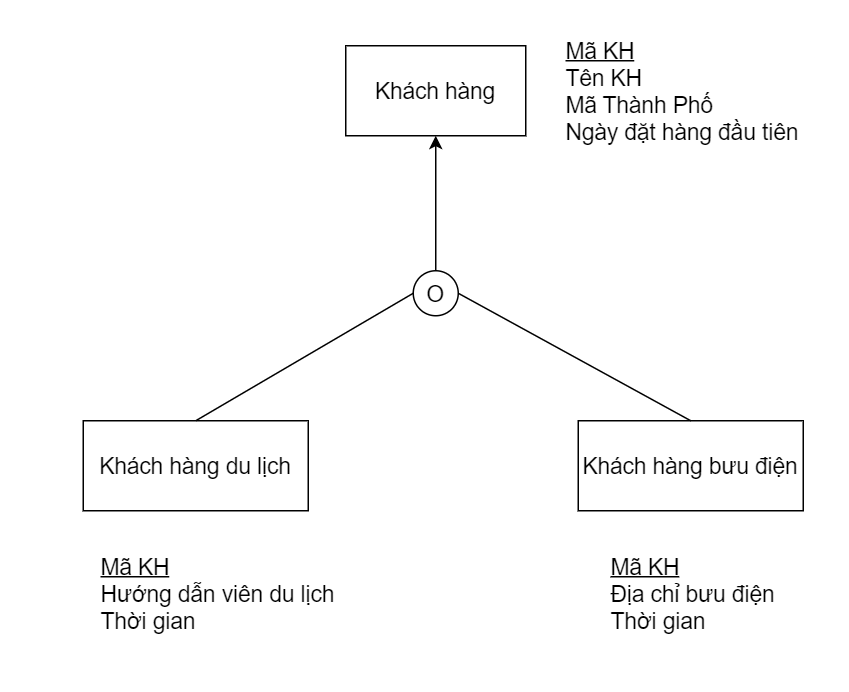 Khách hàng
Mã KH
Tên KH
Mã Thành Phố
Ngày đặt hàng đầu tiên
O
Khách hàng du lịch
Khách hàng bưu điện
Mã KH
Hướng dẫn viên du lịch
Thời gian
Mã KH
Địa chỉ bưu điện
Thời gian